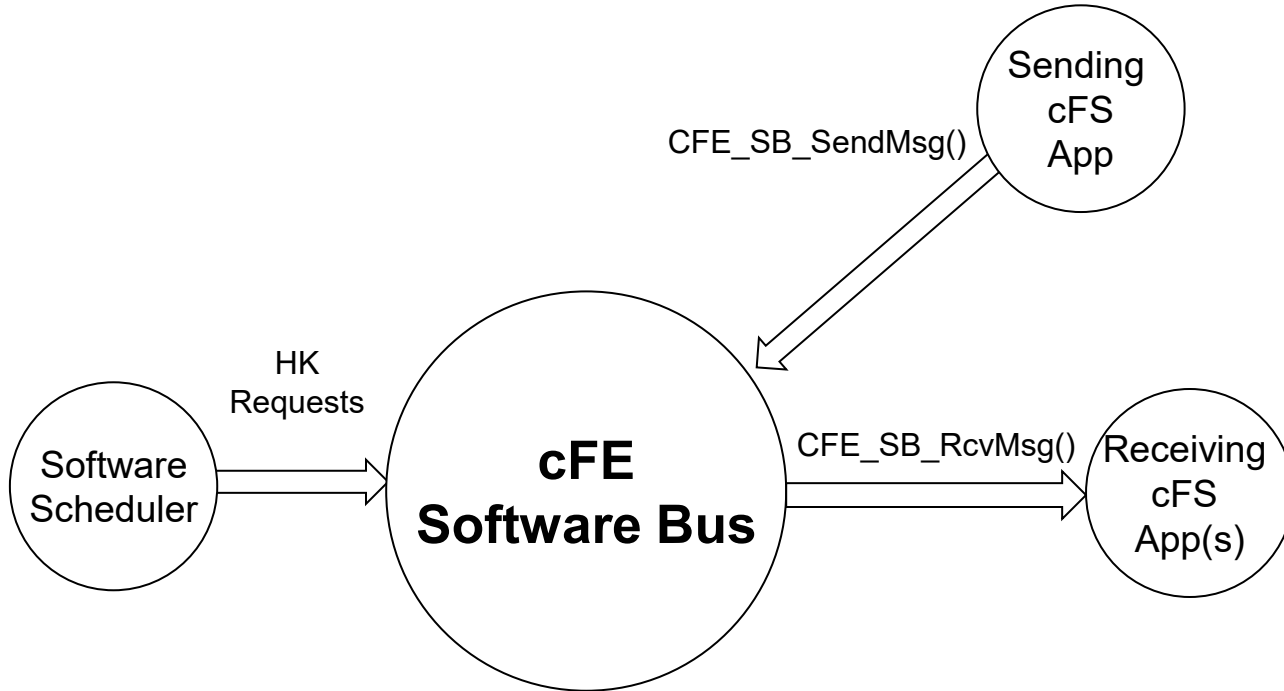 Sending
cFS
App
CFE_SB_SendMsg()
HK
Requests
Software
Scheduler
cFE
Software Bus
CFE_SB_RcvMsg()
Receiving
cFS
App(s)